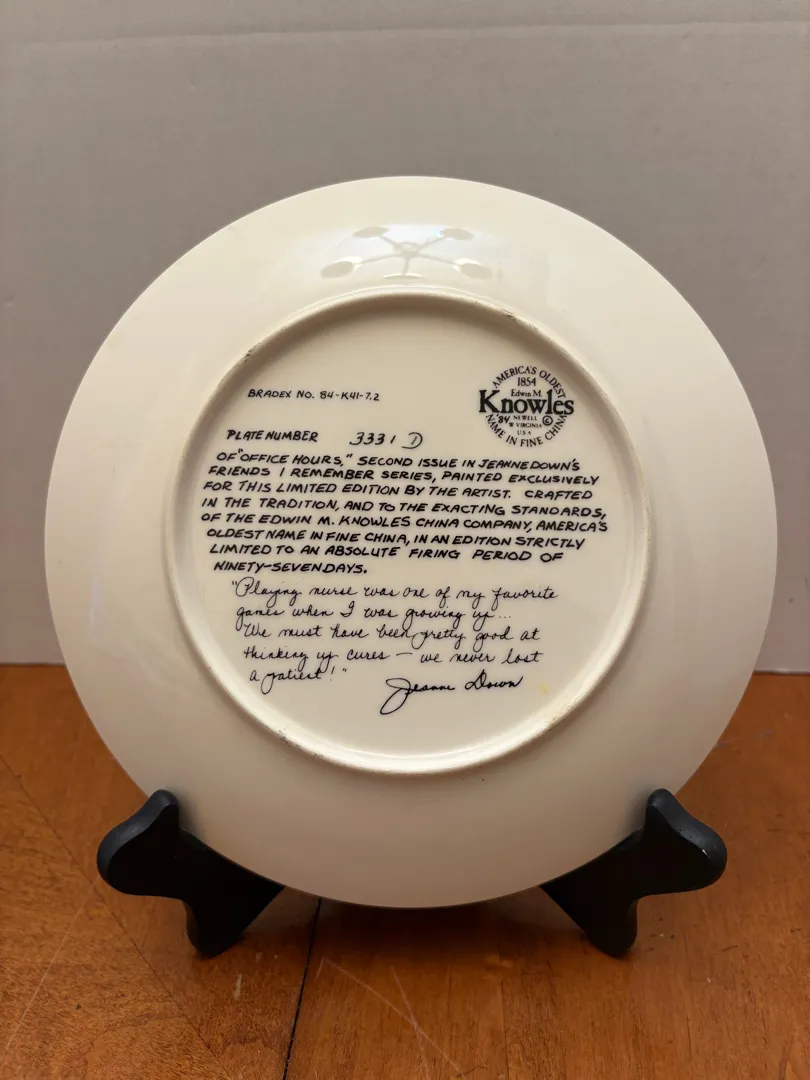 BRADEX NO. 84-K41-7.2
AMERICA'S OLDEST
1854
Edwin M.
Knowles
'84 NEWELL ©
W VIRGINIA
U S A
NAME IN FINE CHINA
PLATE NUMBER 3331 D
OF "OFFICE HOURS," SECOND ISSUE IN JEANNE DOWN'S
FRIENDS I REMEMBER SERIES, PAINTED EXCLUSIVELY
FOR THIS LIMITED EDITION BY THE ARTIST. CRAFTED
IN THE TRADITION, AND TO THE EXACTING STANDARDS,
OF THE EDWIN M. KNOWLES CHINA COMPANY, AMERICA'S
OLDEST NAME IN FINE CHINA, IN AN EDITION STRICTLY
LIMITED TO AN ABSOLUTE FIRING PERIOD OF
NINETY-SEVEN DAYS.
"Playing nurse was one of my favorite
games when I was growing up...
We must have been pretty good at
thinking up cures — we never lost
a patient!"
Jeanne Down